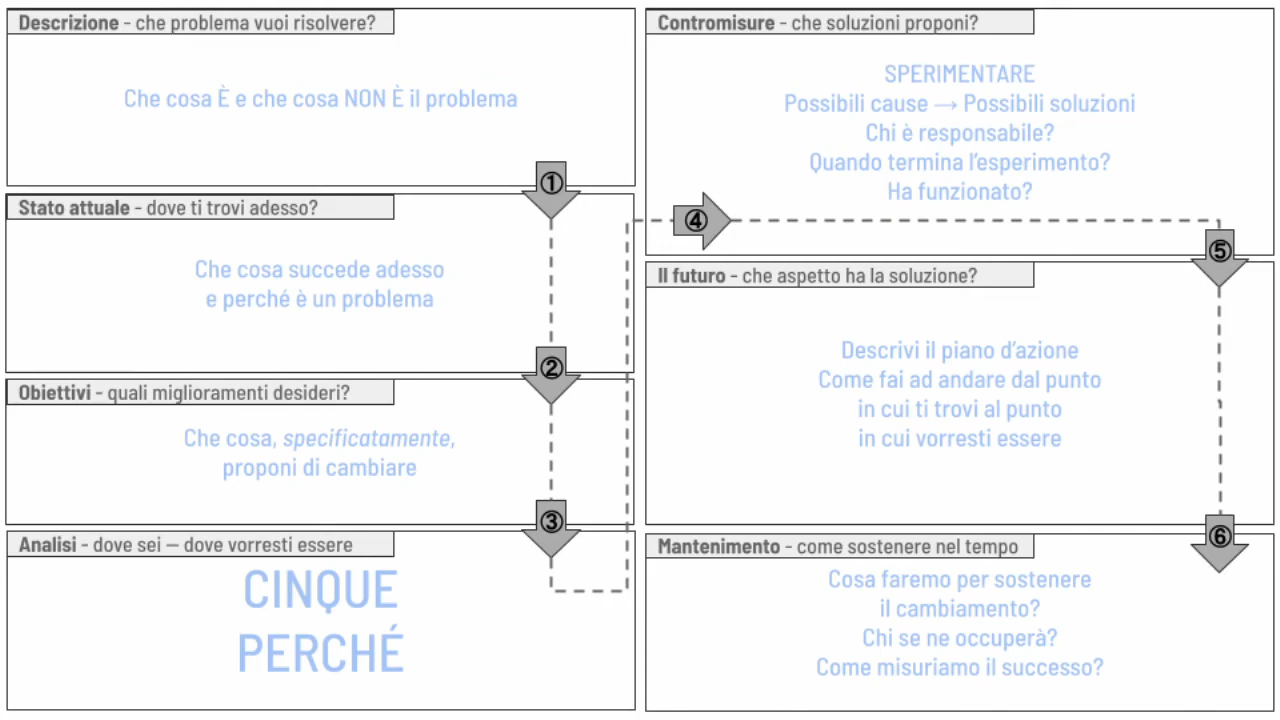 Descrizione - che problema vuoi risolvere?
Che cosa È e che cosa NON È il problema
①
Stato attuale - dove ti trovi adesso?
Che cosa succede adesso
e perché è un problema
②
Obiettivi - quali miglioramenti desideri?
Che cosa, specificatamente,
proponi di cambiare
③
Analisi - dove sei — dove vorresti essere
CINQUE
PERCHÉ
Contromisure - che soluzioni proponi?
SPERIMENTARE
Possibili cause → Possibili soluzioni
Chi è responsabile?
Quando termina l'esperimento?
Ha funzionato?
④
⑤
Il futuro - che aspetto ha la soluzione?
Descrivi il piano d'azione
Come fai ad andare dal punto
in cui ti trovi al punto
in cui vorresti essere
⑥
Mantenimento - come sostenere nel tempo
Cosa faremo per sostenere
il cambiamento?
Chi se ne occuperà?
Come misuriamo il successo?